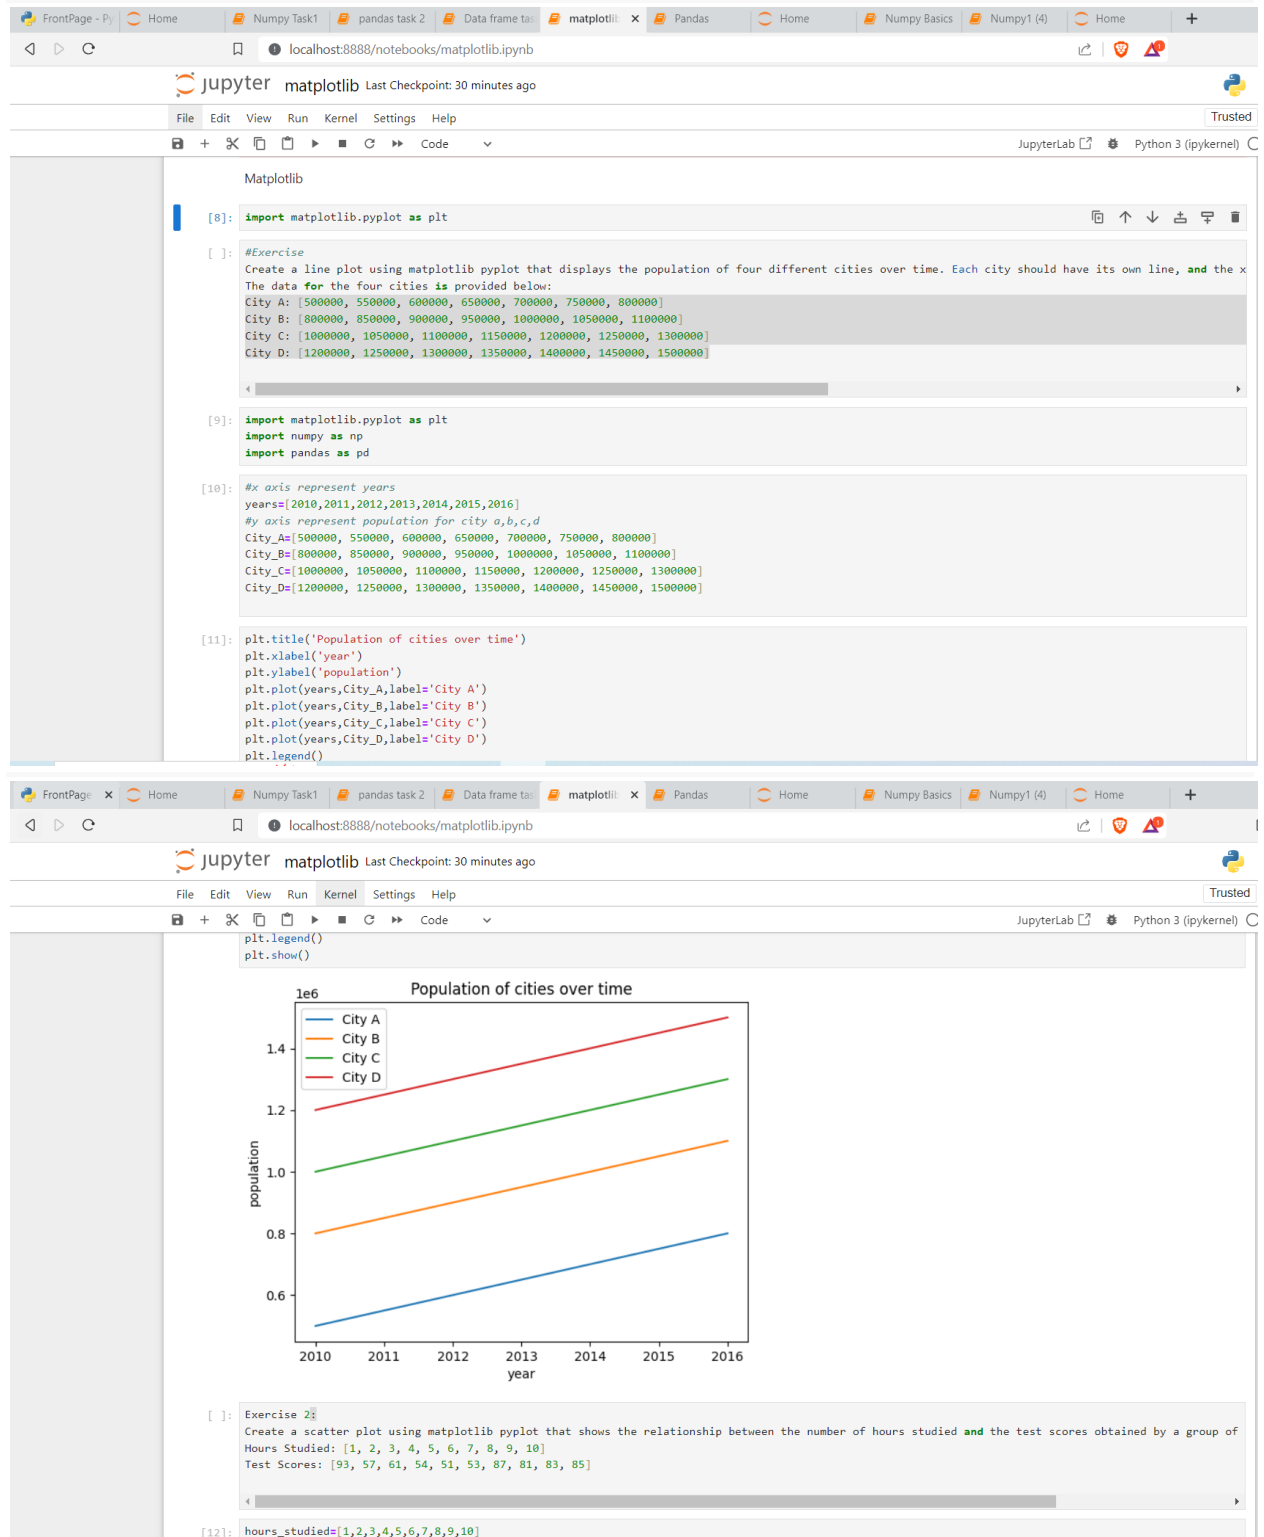 FrontPage - Py Home Numpy Task1 pandas task 2 Data frame tas matplotlib Pandas Home Numpy Basics Numpy1 (4) Home
localhost:8888/notebooks/matplotlib.ipynb
jupyter matplotlib Last Checkpoint: 30 minutes ago
File Edit View Run Kernel Settings Help Trusted
Code JupyterLab Python 3 (ipykernel)
Matplotlib
[8]: import matplotlib.pyplot as plt
[ ]: #Exercise
Create a line plot using matplotlib pyplot that displays the population of four different cities over time. Each city should have its own line, and the x
The data for the four cities is provided below:
City A: [500000, 550000, 600000, 650000, 700000, 750000, 800000]
City B: [800000, 850000, 900000, 950000, 1000000, 1050000, 1100000]
City C: [1000000, 1050000, 1100000, 1150000, 1200000, 1250000, 1300000]
City D: [1200000, 1250000, 1300000, 1350000, 1400000, 1450000, 1500000]
[9]: import matplotlib.pyplot as plt
import numpy as np
import pandas as pd
[10]: #x axis represent years
years=[2010,2011,2012,2013,2014,2015,2016]
#y axis represent population for city a,b,c,d
City_A=[500000, 550000, 600000, 650000, 700000, 750000, 800000]
City_B=[800000, 850000, 900000, 950000, 1000000, 1050000, 1100000]
City_C=[1000000, 1050000, 1100000, 1150000, 1200000, 1250000, 1300000]
City_D=[1200000, 1250000, 1300000, 1350000, 1400000, 1450000, 1500000]
[11]: plt.title('Population of cities over time')
plt.xlabel('year')
plt.ylabel('population')
plt.plot(years,City_A,label='City A')
plt.plot(years,City_B,label='City B')
plt.plot(years,City_C,label='City C')
plt.plot(years,City_D,label='City D')
plt.legend()
FrontPage Home Numpy Task1 pandas task 2 Data frame tas matplotlib Pandas Home Numpy Basics Numpy1 (4) Home
localhost:8888/notebooks/matplotlib.ipynb
jupyter matplotlib Last Checkpoint: 30 minutes ago
File Edit View Run Kernel Settings Help Trusted
Code JupyterLab Python 3 (ipykernel)
plt.legend()
plt.show()
1e6 Population of cities over time
City A
City B
City C
City D
1.4
1.2
1.0
0.8
0.6
population
2010 2011 2012 2013 2014 2015 2016
year
[ ]: Exercise 2:
Create a scatter plot using matplotlib pyplot that shows the relationship between the number of hours studied and the test scores obtained by a group of
Hours Studied: [1, 2, 3, 4, 5, 6, 7, 8, 9, 10]
Test Scores: [93, 57, 61, 54, 51, 53, 87, 81, 83, 85]
[12]: hours_studied=[1,2,3,4,5,6,7,8,9,10]